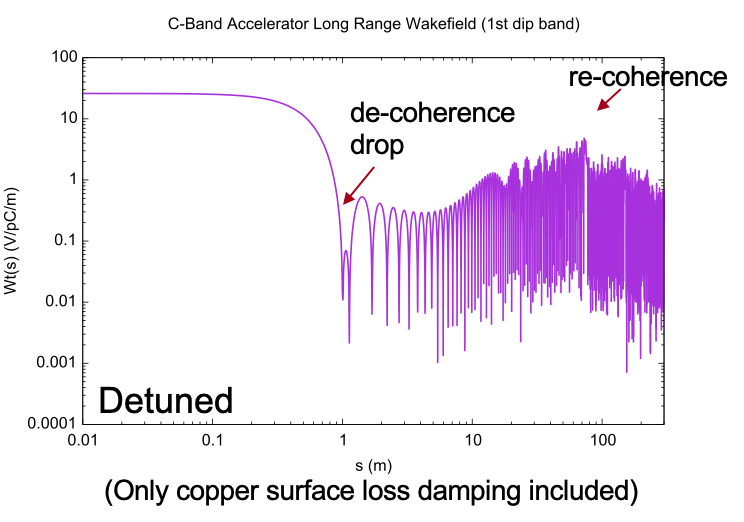 C-Band Accelerator Long Range Wakefield (1st dip band)
100
10
1
0.1
0.01
0.001
0.0001
Wt(s) (V/pC/m)
re-coherence
de-coherence
drop
Detuned
0.01
0.1
1
10
100
s (m)
(Only copper surface loss damping included)